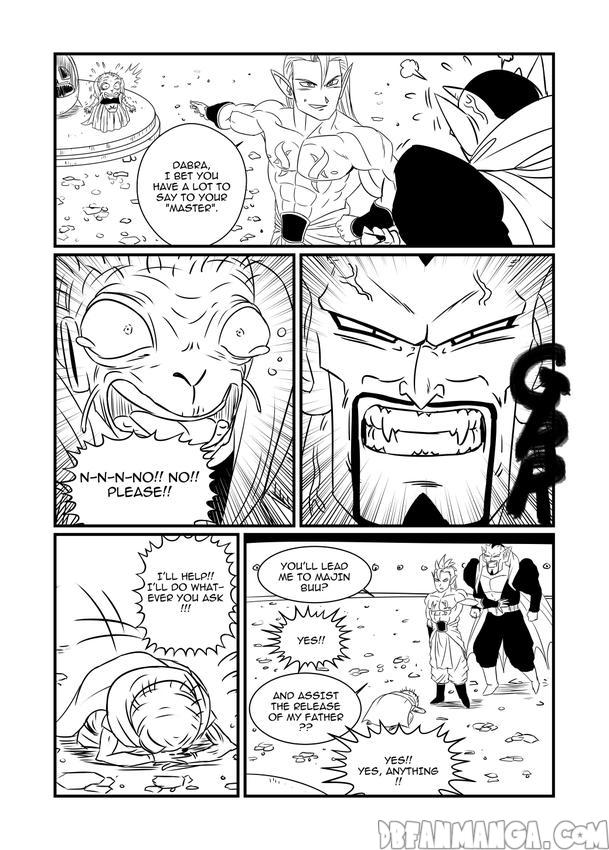 DABRA,
I BET YOU
HAVE A LOT TO
SAY TO YOUR
"MASTER".
N-N-N-NO!! NO!!
PLEASE!!
GRR
I'LL HELP!!
I'LL DO WHAT-
EVER YOU ASK
!!!
YOU'LL LEAD
ME TO MAJIN
BUU?
YES!!
AND ASSIST
THE RELEASE
OF MY FATHER
??
YES!!
YES, ANYTHING
!!
DBFANMANGA.COM